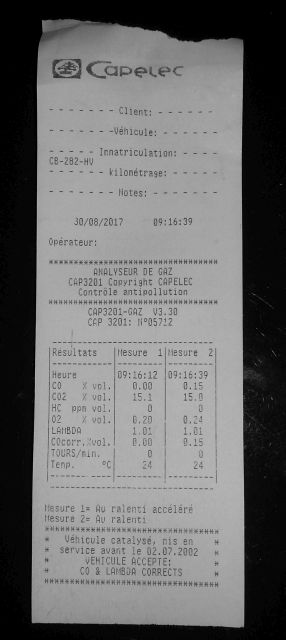 Capelec
- - - - - - - Client: - - - - - - -
- - - - - - -Véhicule: - - - - - -
- - - - - Immatriculation: - - - - -
CB-282-HV
- - - - - - kilométrage: - - - - -
- - - - - - - Notes: - - - - - - -
30/08/2017 09:16:39
Opérateur:
**********************************
ANALYSEUR DE GAZ
CAP3201 Copyright CAPELEC
Contrôle antipollution
**********************************
CAP3201-GAZ V3.30
CAP 3201: N°05712
|Résultats |Mesure 1|Mesure 2|
Heure 09:16:12 09:16:39
CO % vol. 0.00 0.15
CO2 % vol. 15.1 15.0
HC ppm vol. 0 0
O2 % vol. 0.20 0.24
LAMBDA 1.01 1.01
COcorr.%vol. 0.00 0.15
TOURS/min. 0 0
Temp. °C 24 24
Mesure 1= Au ralenti accéléré
Mesure 2= Au ralenti
**********************************
* Véhicule catalysé, mis en *
* service avant le 02.07.2002 *
* VEHICULE ACCEPTE: *
* CO & LAMBDA CORRECTS *
**********************************